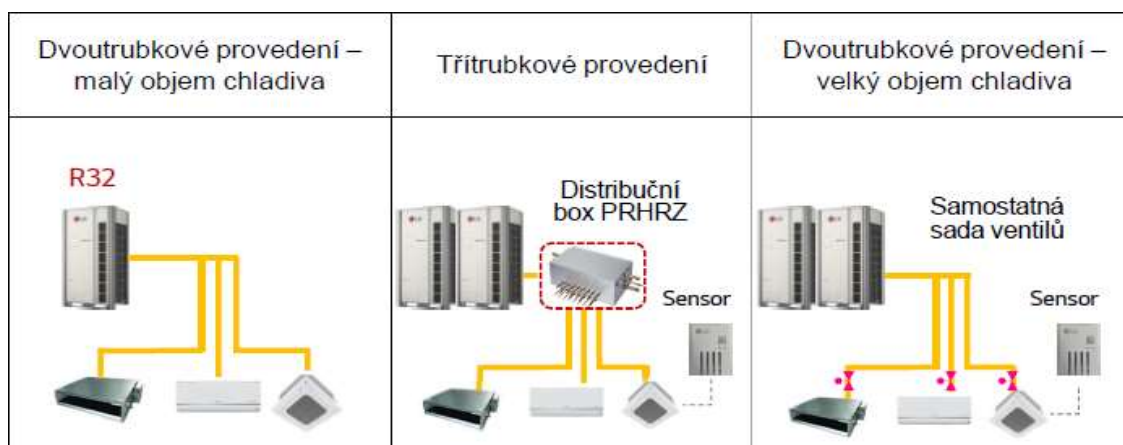 Dvoutrubkové provedení –
malý objem chladiva
Třítrubkové provedení
Dvoutrubkové provedení –
velký objem chladiva
R32
Distribuční
box PRHRZ
Sensor
Samostatná
sada ventilů
Sensor